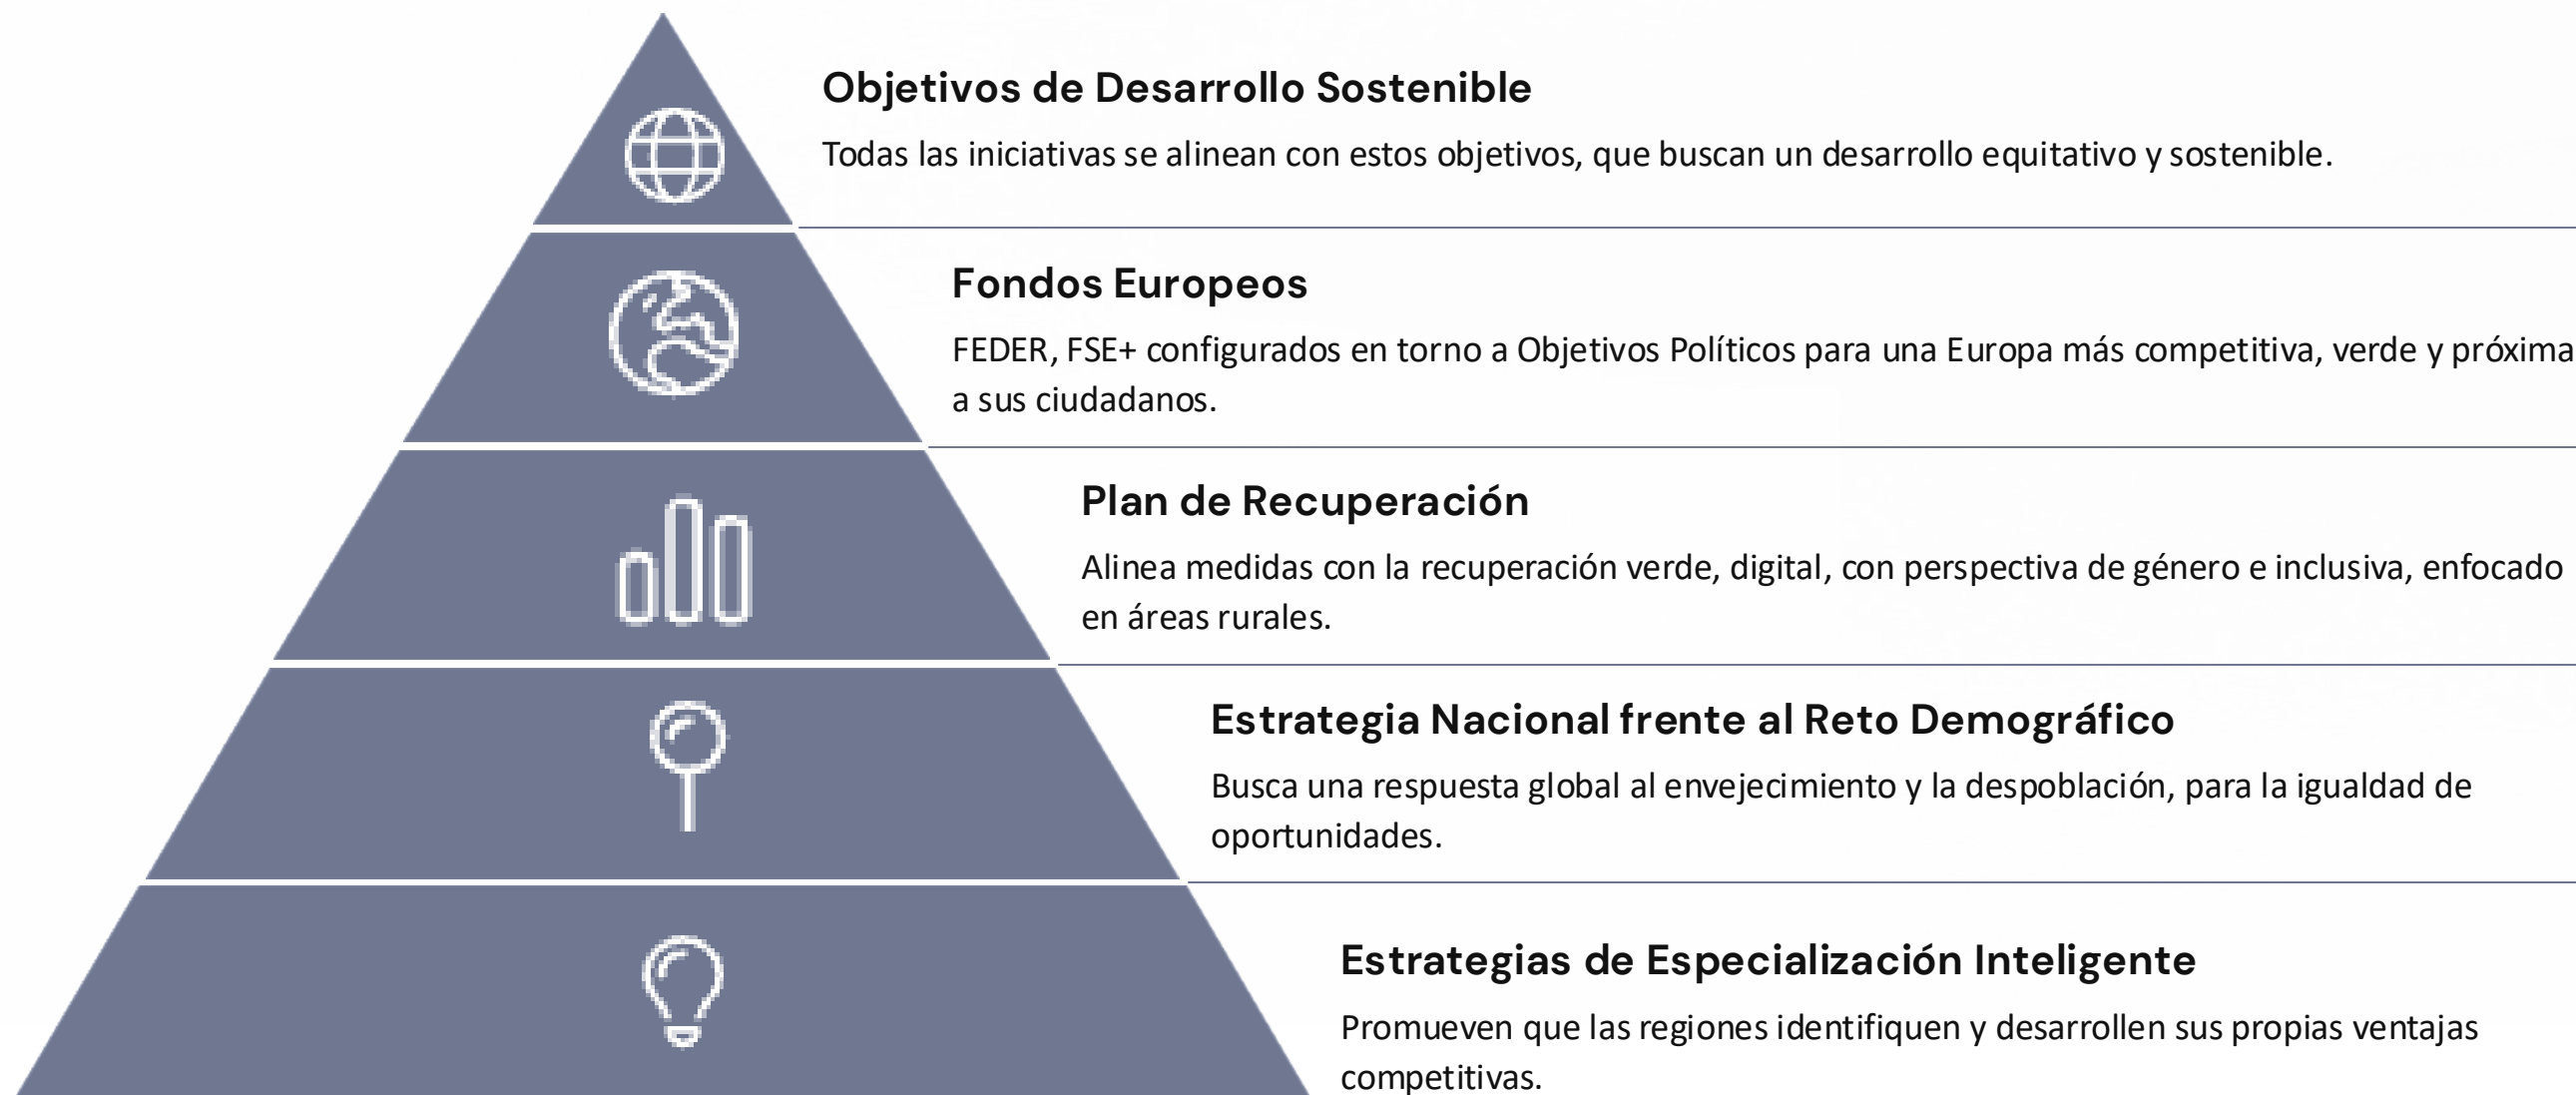 Objetivos de Desarrollo Sostenible
Todas las iniciativas se alinean con estos objetivos, que buscan un desarrollo equitativo y sostenible.
Fondos Europeos
FEDER, FSE+ configurados en torno a Objetivos Políticos para una Europa más competitiva, verde y próxima
a sus ciudadanos.
Plan de Recuperación
Alinea medidas con la recuperación verde, digital, con perspectiva de género e inclusiva, enfocado
en áreas rurales.
Estrategia Nacional frente al Reto Demográfico
Busca una respuesta global al envejecimiento y la despoblación, para la igualdad de
oportunidades.
Estrategias de Especialización Inteligente
Promueven que las regiones identifiquen y desarrollen sus propias ventajas
competitivas.